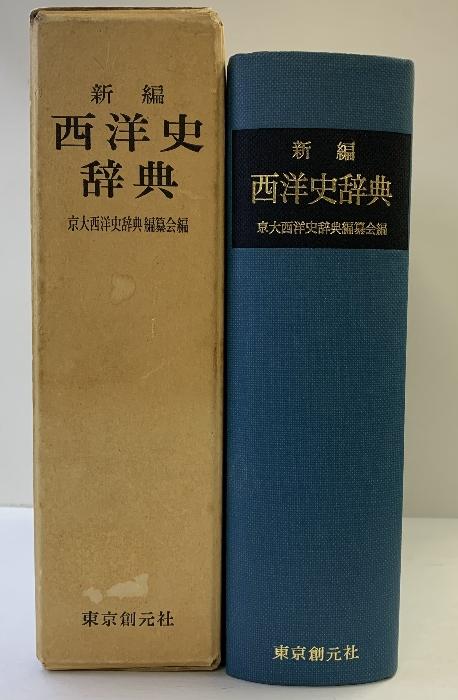 新編
西洋史
辞典
京大西洋史辞典編纂会編
東京創元社
新編
西洋史辞典
京大西洋史辞典編纂会編
東京創元社